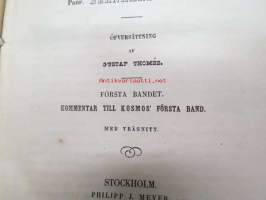 ÖFVERSÄTTNING
AF
GUSTAF THOMÉE.
FÖRSTA BANDET.
KOMMENTAR TILL KOSMOS' FÖRSTA BAND.
MED TRÄSNITT.
STOCKHOLM.
PHILIPP J. MEYER.